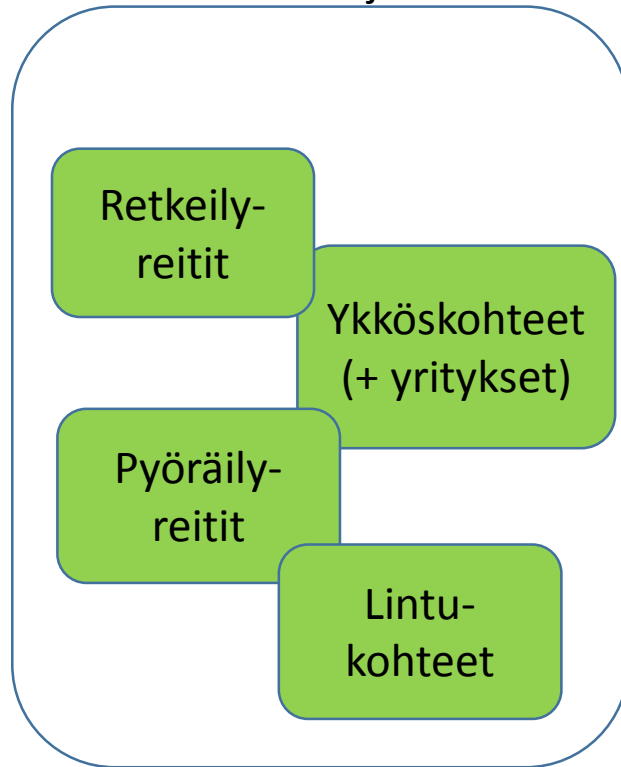 Retkeily-
reitit
Ykköskohteet
(+ yritykset)
Pyöräily-
reitit
Lintu-
kohteet